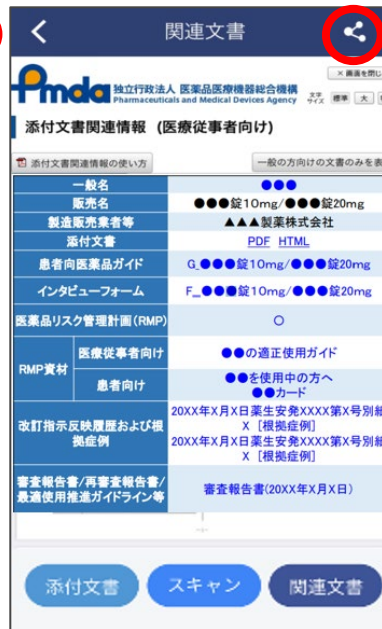 関連文書
× 画面を閉じ
Pmda 独立行政法人 医薬品医療機器総合機構
Pharmaceuticals and Medical Devices Agency
文字サイズ 標準 大
添付文書関連情報 (医療従事者向け)
添付文書関連情報の使い方
一般の方向けの文書のみを表
一般名 ●●●
販売名 ●●●錠10mg/●●●錠20mg
製造販売業者等 ▲▲▲製薬株式会社
添付文書 PDF HTML
患者向医薬品ガイド G_●●●錠10mg/●●●錠20mg
インタビューフォーム F_●●●錠10mg/●●●錠20mg
医薬品リスク管理計画(RMP) ○
RMP資材
医療従事者向け ●●の適正使用ガイド
患者向け ●●を使用中の方へ
●●カード
改訂指示反映履歴および根
拠症例
20XX年X月X日薬生安発XXXX第X号別紙
X [根拠症例]
20XX年X月X日薬生安発XXXX第X号別紙
X [根拠症例]
審査報告書/再審査報告書/
最適使用推進ガイドライン等
審査報告書(20XX年X月X日)
添付文書
スキャン
関連文書